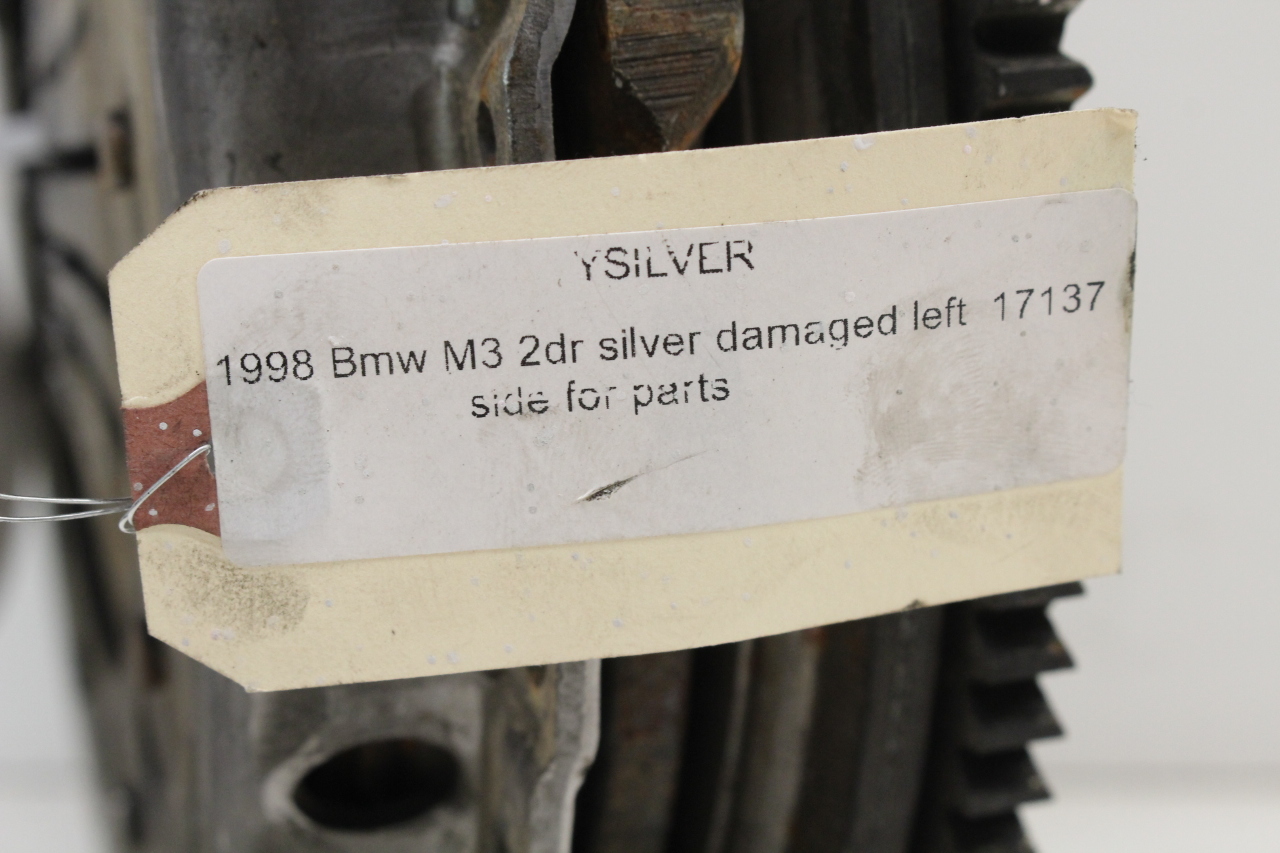 YSILVER
1998 Bmw M3 2dr silver damaged left 17137
side for parts